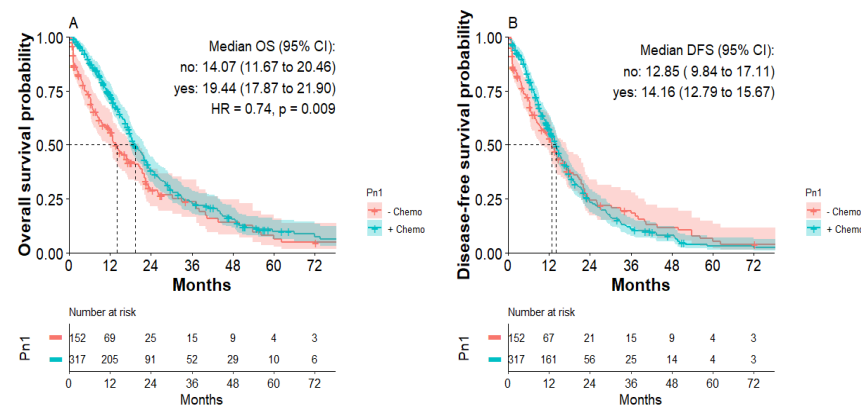 A
Overall survival probability
1.00
0.75
0.50
0.25
0.00
Median OS (95% CI):
no: 14.07 (11.67 to 20.46)
yes: 19.44 (17.87 to 21.90)
HR = 0.74, p = 0.009
0 12 24 36 48 60 72
Months
Pn1
- Chemo
+ Chemo
Number at risk
Pn1
152 69 25 15 9 4 3
317 205 91 52 29 10 6
0 12 24 36 48 60 72
Months
B
Disease-free survival probability
1.00
0.75
0.50
0.25
0.00
Median DFS (95% CI):
no: 12.85 ( 9.84 to 17.11)
yes: 14.16 (12.79 to 15.67)
0 12 24 36 48 60 72
Months
Pn1
- Chemo
+ Chemo
Number at risk
Pn1
152 67 21 15 9 4 3
317 161 56 25 14 4 3
0 12 24 36 48 60 72
Months